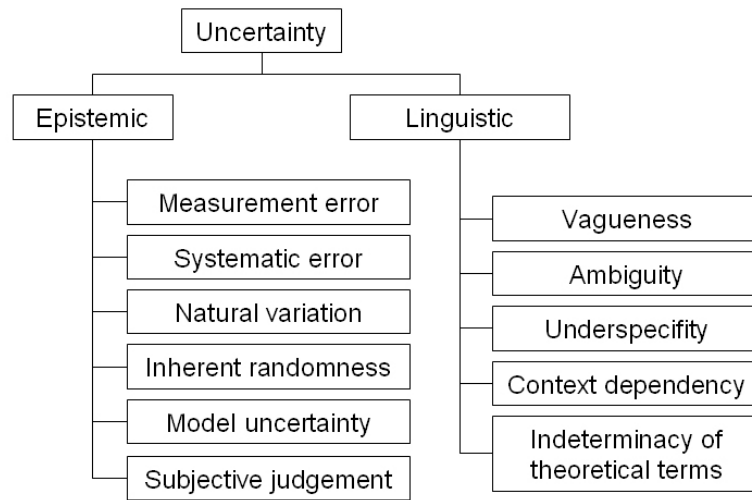 Uncertainty
Epistemic
Linguistic
Measurement error
Systematic error
Natural variation
Inherent randomness
Model uncertainty
Subjective judgement
Vagueness
Ambiguity
Underspecifity
Context dependency
Indeterminacy of
theoretical terms